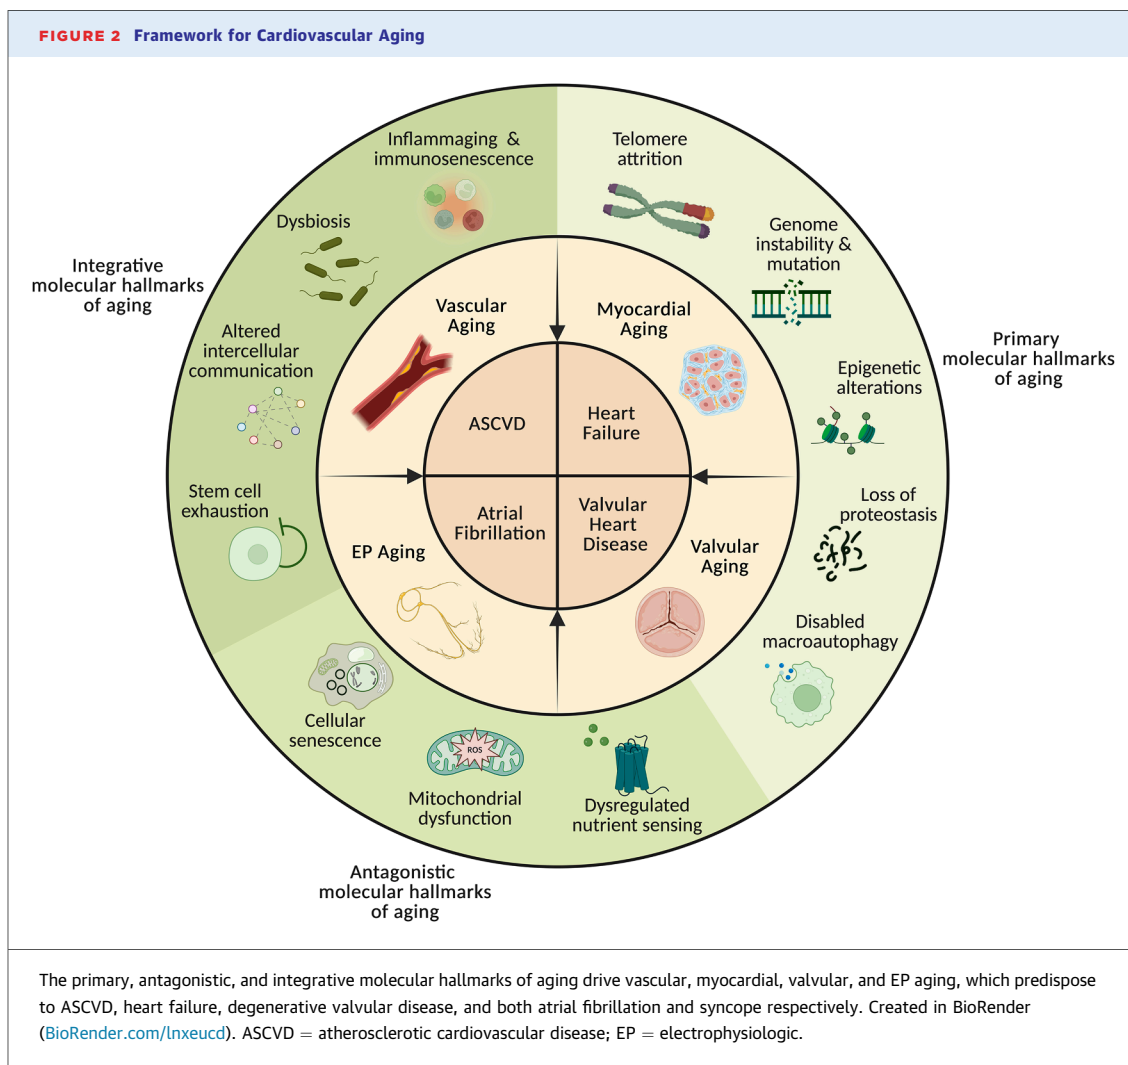 FIGURE 2 Framework for Cardiovascular Aging
Inflammaging &
immunosenescence
Telomere
attrition
Dysbiosis
Genome
instability &
mutation
Integrative
molecular hallmarks
of aging
Vascular
Aging
Myocardial
Aging
Altered
intercellular
communication
Primary
molecular hallmarks
of aging
Epigenetic
alterations
ASCVD
Heart
Failure
Stem cell
exhaustion
Loss of
proteostasis
Atrial
Fibrillation
Valvular
Heart
Disease
EP Aging
Valvular
Aging
Disabled
macroautophagy
Cellular
senescence
ROS
Mitochondrial
dysfunction
Dysregulated
nutrient sensing
Antagonistic
molecular hallmarks
of aging
The primary, antagonistic, and integrative molecular hallmarks of aging drive vascular, myocardial, valvular, and EP aging, which predispose
to ASCVD, heart failure, degenerative valvular disease, and both atrial fibrillation and syncope respectively. Created in BioRender
(BioRender.com/lnxeucd). ASCVD = atherosclerotic cardiovascular disease; EP = electrophysiologic.